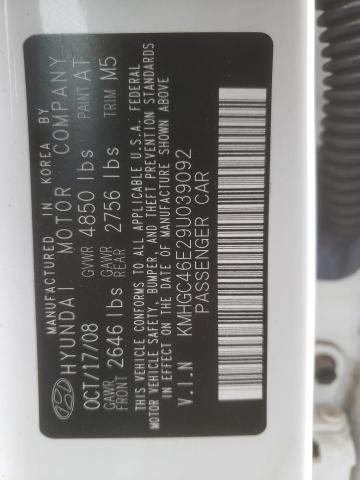 MANUFACTURED IN KOREA BY
HYUNDAI MOTOR COMPANY
OCT/17/08 GVWR 4850 lbs PAINT AT
GAWR FRONT 2646 lbs GAWR REAR 2756 lbs TRIM M5
THIS VEHICLE CONFORMS TO ALL APPLICABLE U.S.A. FEDERAL
MOTOR VEHICLE SAFETY, BUMPER, AND THEFT PREVENTION STANDARDS
IN EFFECT ON THE DATE OF MANUFACTURE SHOWN ABOVE
V.I.N KMHGC46E29U039092
PASSENGER CAR